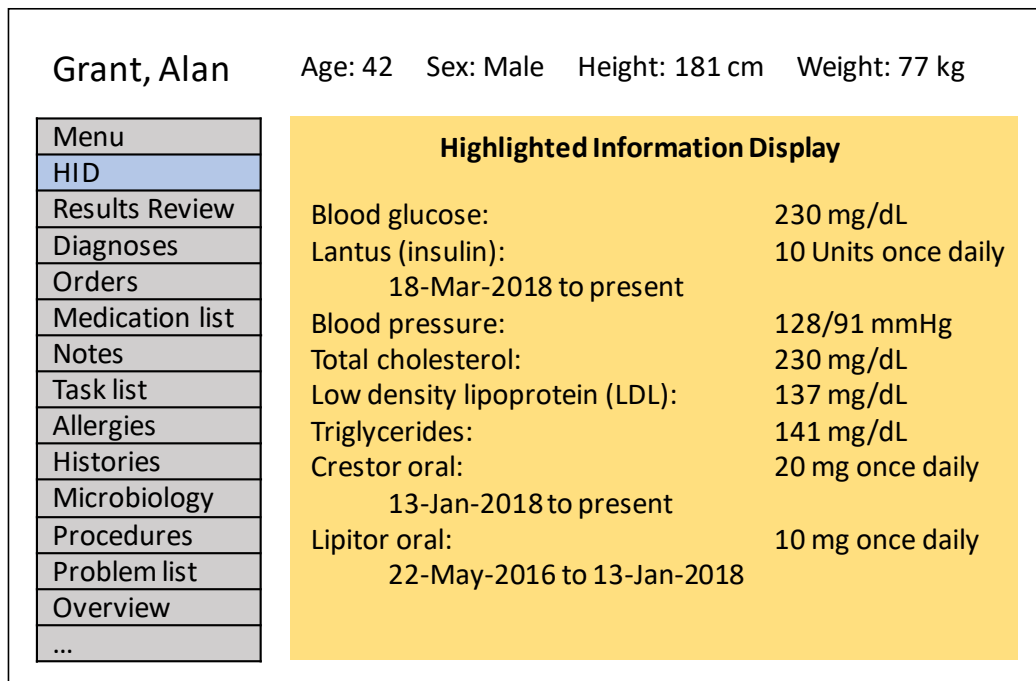 Grant, Alan
Age: 42 Sex: Male Height: 181 cm Weight: 77 kg
Menu
HID
Results Review
Diagnoses
Orders
Medication list
Notes
Task list
Allergies
Histories
Microbiology
Procedures
Problem list
Overview
...
Highlighted Information Display
Blood glucose: 230 mg/dL
Lantus (insulin): 10 Units once daily
18-Mar-2018 to present
Blood pressure: 128/91 mmHg
Total cholesterol: 230 mg/dL
Low density lipoprotein (LDL): 137 mg/dL
Triglycerides: 141 mg/dL
Crestor oral: 20 mg once daily
13-Jan-2018 to present
Lipitor oral: 10 mg once daily
22-May-2016 to 13-Jan-2018